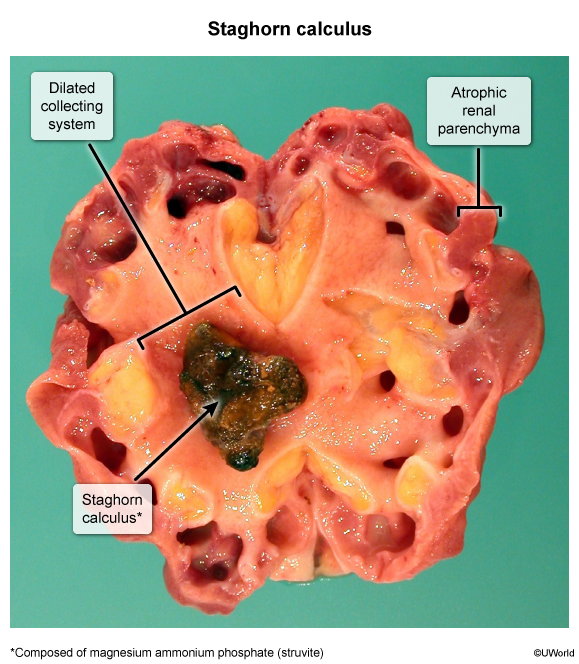 Staghorn calculus
Dilated
collecting
system
Atrophic
renal
parenchyma
Staghorn
calculus*
*Composed of magnesium ammonium phosphate (struvite)
©UWorld